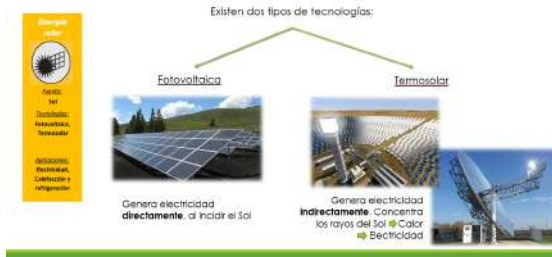 Existen dos tipos de tecnologías:
Energía
solar
Fuente:
Sol
Tecnologías:
Fotovoltaica,
Termosolar
Aplicaciones:
Electricidad,
Calefacción y
refrigeración
Fotovoltaica
Genera electricidad
directamente, al incidir el Sol
Termosolar
Genera electricidad
indirectamente. Concentra
los rayos del Sol ➡ Calor
➡ Electricidad